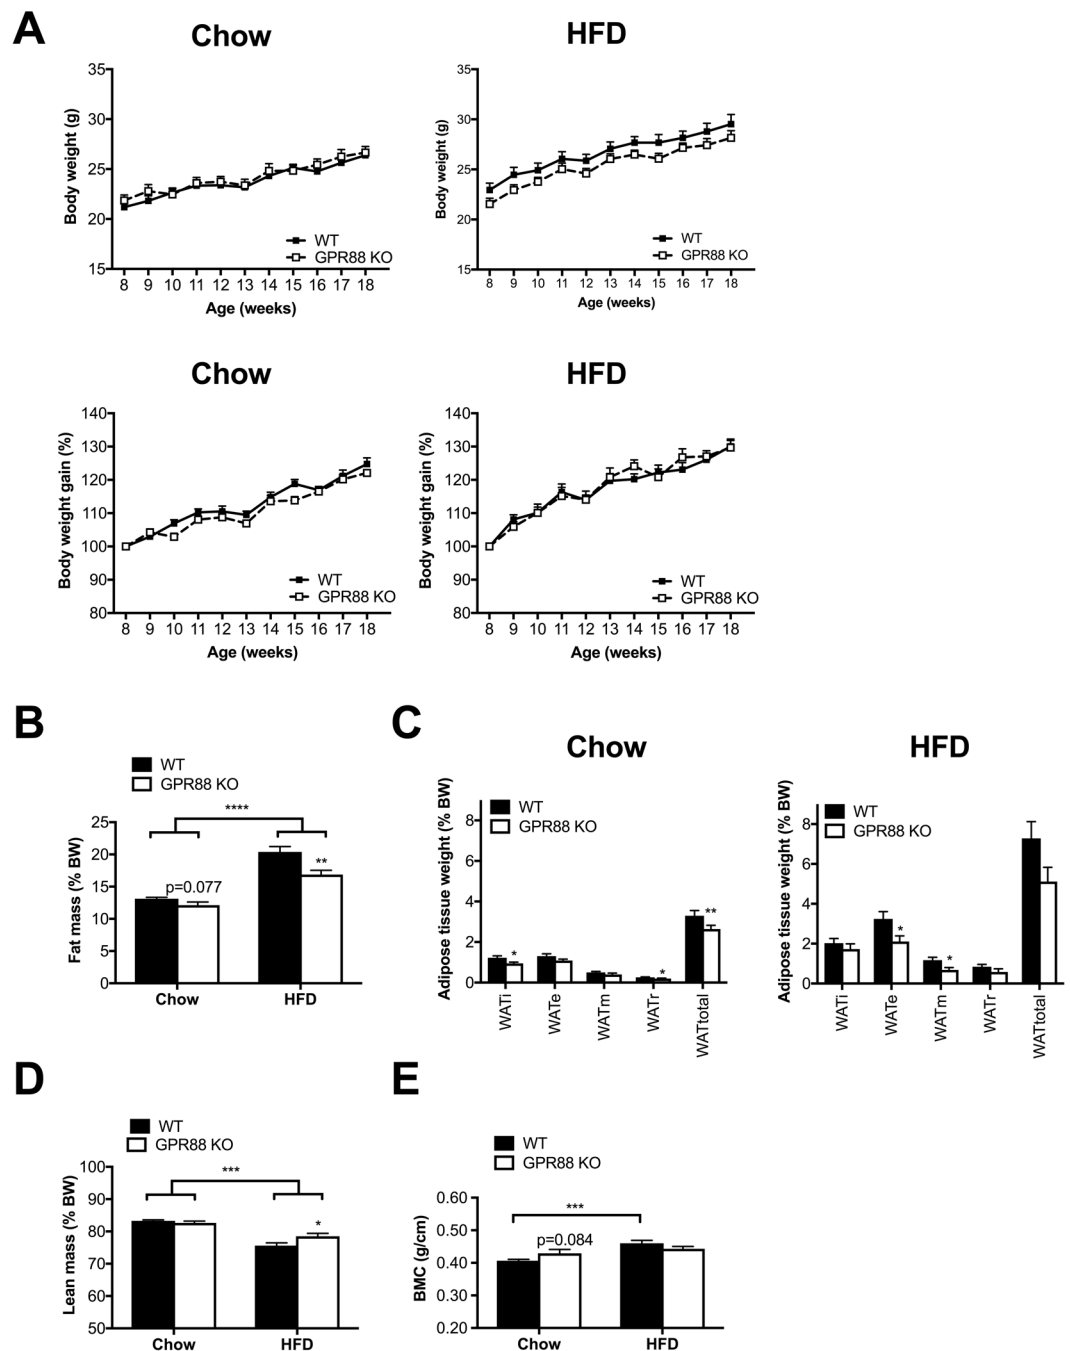 A
Chow
HFD
35
30
25
20
15
Body weight (g)
WT
GPR88 KO
8 9 10 11 12 13 14 15 16 17 18
Age (weeks)
35
30
25
20
15
Body weight (g)
WT
GPR88 KO
8 9 10 11 12 13 14 15 16 17 18
Age (weeks)
Chow
HFD
140
130
120
110
100
90
80
Body weight gain (%)
WT
GPR88 KO
8 9 10 11 12 13 14 15 16 17 18
Age (weeks)
140
130
120
110
100
90
80
Body weight gain (%)
WT
GPR88 KO
8 9 10 11 12 13 14 15 16 17 18
Age (weeks)
B
WT
GPR88 KO
****
25
20
15
10
5
0
Fat mass (% BW)
p=0.077
**
Chow HFD
C
Chow
HFD
WT
GPR88 KO
8
6
4
2
0
Adipose tissue weight (% BW)
*
*
**
WATi
WATe
WATm
WATr
WATtotal
WT
GPR88 KO
8
6
4
2
0
Adipose tissue weight (% BW)
*
*
WATi
WATe
WATm
WATr
WATtotal
D
WT
GPR88 KO
100
90
80
70
60
50
Lean mass (% BW)
***
*
Chow HFD
E
WT
GPR88 KO
0.60
0.50
0.40
0.30
0.20
BMC (g/cm)
***
p=0.084
Chow HFD